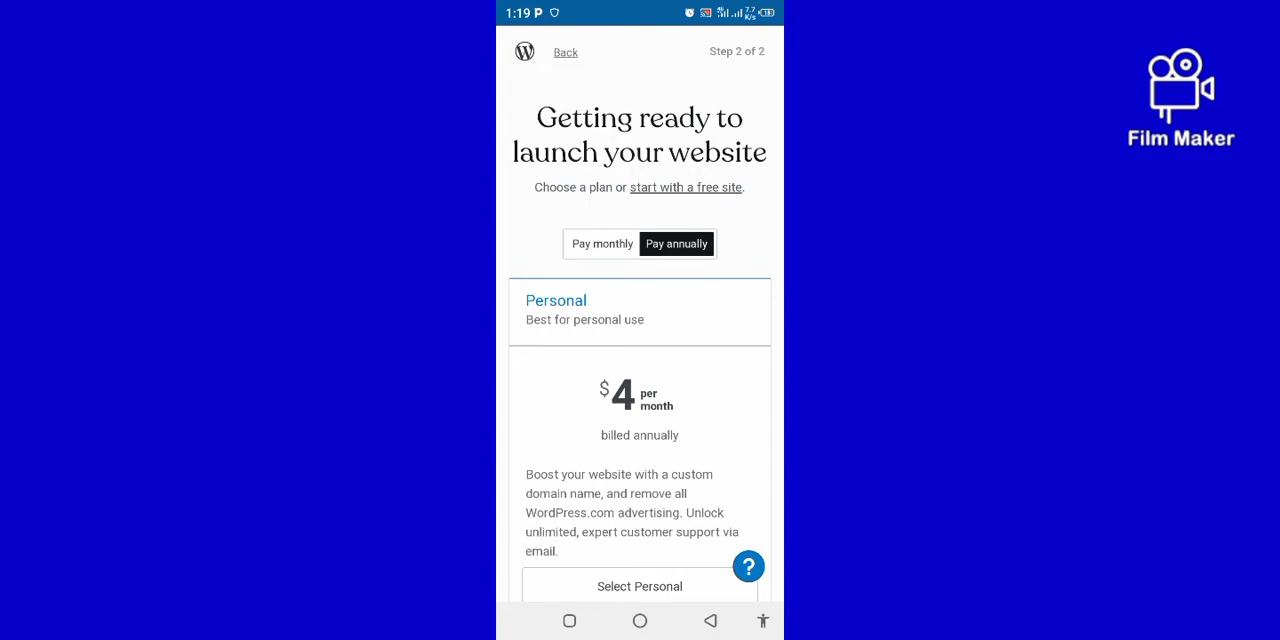 1:19 P
7.7
K/s
Back
Step 2 of 2
Film Maker
Getting ready to
launch your website
Choose a plan or start with a free site.
Pay monthly
Pay annually
Personal
Best for personal use
$4 per
month
billed annually
Boost your website with a custom
domain name, and remove all
WordPress.com advertising. Unlock
unlimited, expert customer support via
email.
?
Select Personal